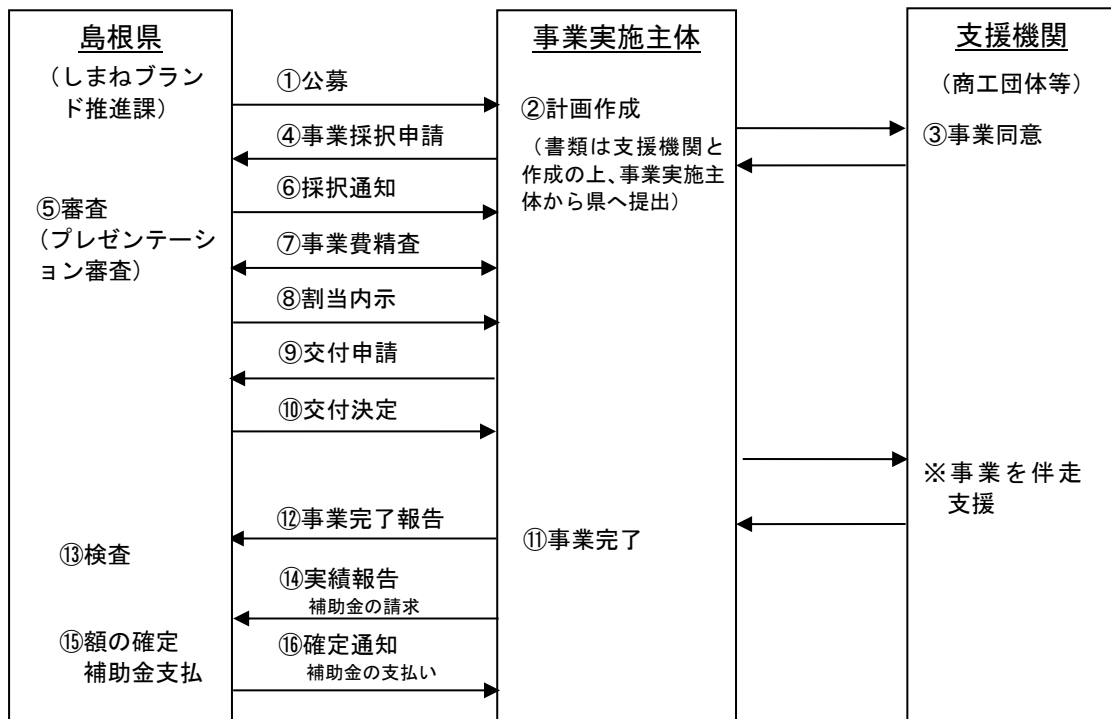 島根県
（しまねブラン
ド推進課）
⑤審査
（プレゼンテーシ
ョン審査）
⑬検査
⑮額の確定
補助金支払
①公募
④事業採択申請
⑥採択通知
⑦事業費精査
⑧割当内示
⑨交付申請
⑩交付決定
⑫事業完了報告
⑭実績報告
補助金の請求
⑯確定通知
補助金の支払い
事業実施主体
②計画作成
（書類は支援機関と
作成の上、事業実施主
体から県へ提出）
⑪事業完了
支援機関
（商工団体等）
③事業同意
※事業を伴走
支援